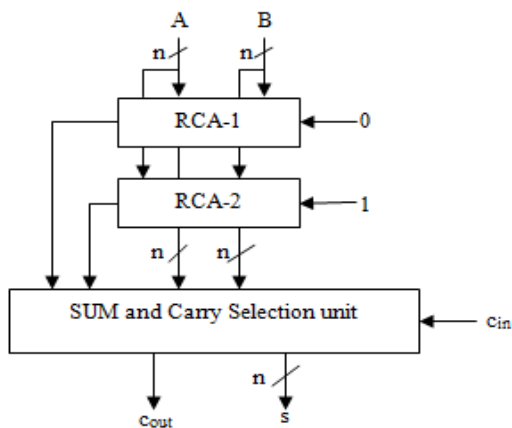 A B
n n
RCA-1 0
RCA-2 1
n n
SUM and Carry Selection unit
cin
n
cout s